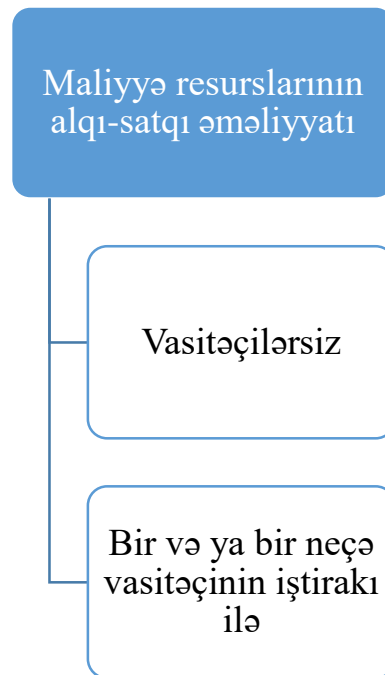 Maliyyə resurslarının
alqı-satqı əməliyyatı
Vasitəçilərsiz
Bir və ya bir neçə
vasitəçinin iştirakı
ilə